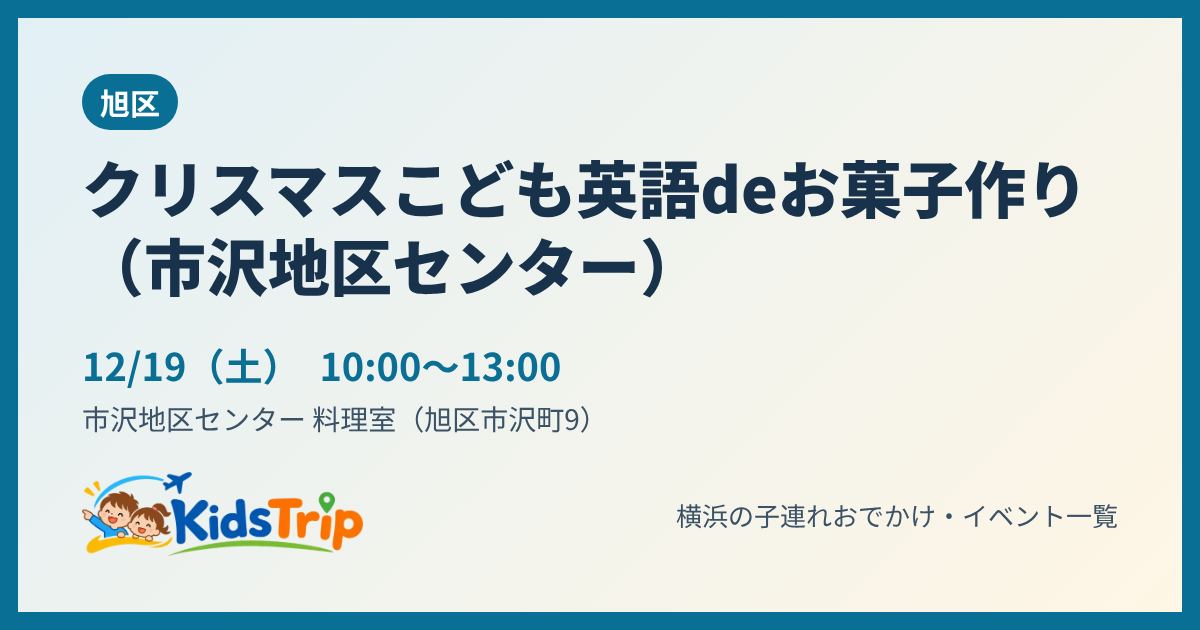 旭区
クリスマスこども英語deお菓子作り
（市沢地区センター）
12/19（土） 10:00〜13:00
市沢地区センター 料理室（旭区市沢町9）
KidsTrip
横浜の子連れおでかけ・イベント一覧